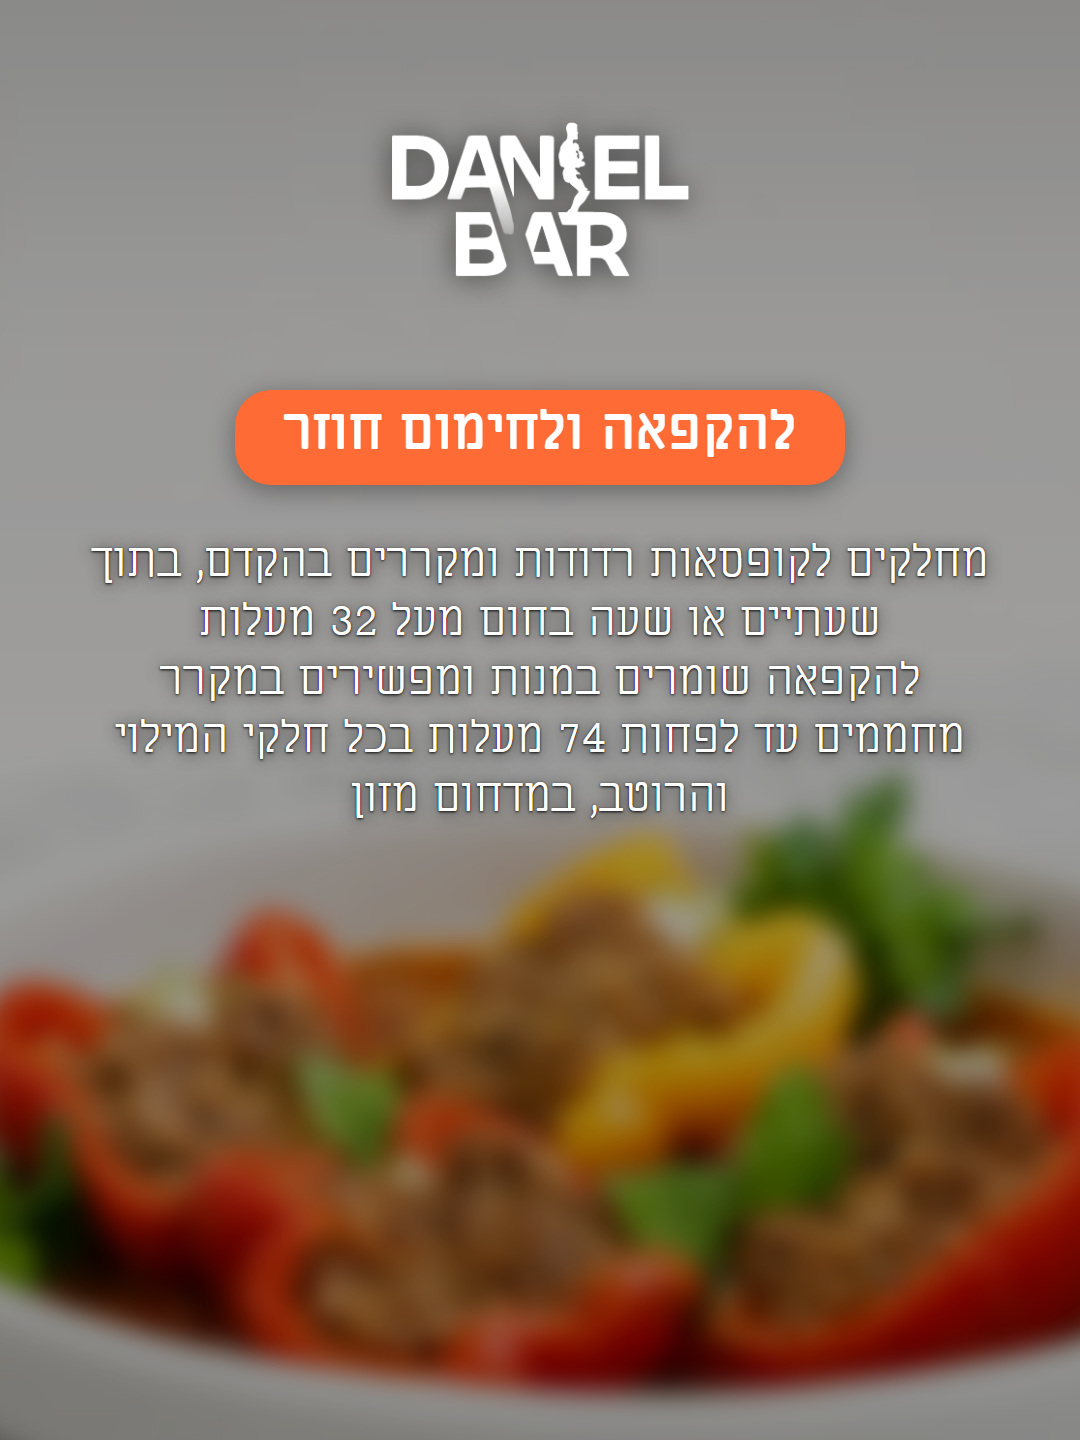 DANIEL
BAR
להקפאה ולחימום חוזר
מחלקים לקופסאות רדודות ומקררים בהקדם, בתוך
שעתיים או שעה בחום מעל 32 מעלות
להקפאה שומרים במנות ומפשירים במקרר
מחממים עד לפחות 74 מעלות בכל חלקי המילוי
והרוטב, במדחום מזון